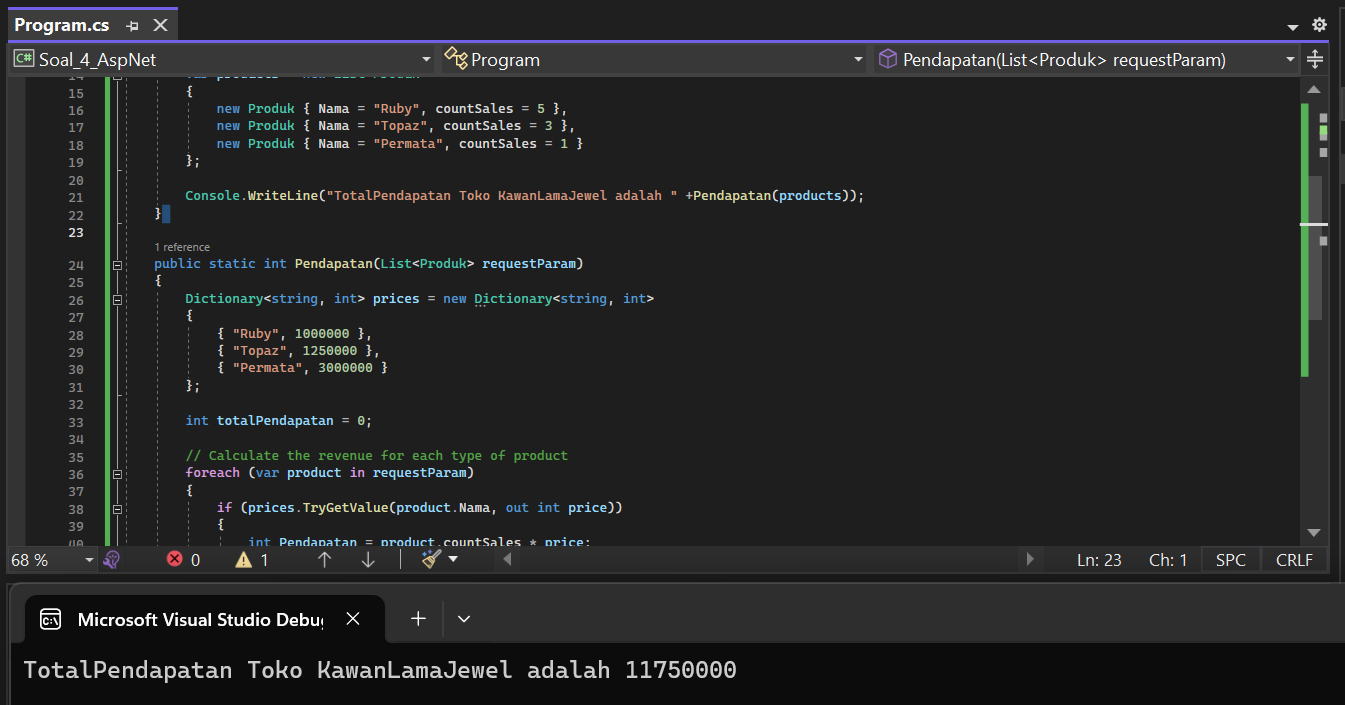 Program.cs
C# Soal_4_AspNet
Program
Pendapatan(List<Produk> requestParam)
15 {
16 new Produk { Nama = "Ruby", countSales = 5 },
17 new Produk { Nama = "Topaz", countSales = 3 },
18 new Produk { Nama = "Permata", countSales = 1 }
19 };
20
21 Console.WriteLine("TotalPendapatan Toko KawanLamaJewel adalah " +Pendapatan(products));
22 }
23
1 reference
24 public static int Pendapatan(List<Produk> requestParam)
25 {
26 Dictionary<string, int> prices = new Dictionary<string, int>
27 {
28 { "Ruby", 1000000 },
29 { "Topaz", 1250000 },
30 { "Permata", 3000000 }
31 };
32
33 int totalPendapatan = 0;
34
35 // Calculate the revenue for each type of product
36 foreach (var product in requestParam)
37 {
38 if (prices.TryGetValue(product.Nama, out int price))
39 {
40 int Pendapatan = product.countSales * price;
68 % 0 1 Ln: 23 Ch: 1 SPC CRLF
Microsoft Visual Studio Debu
TotalPendapatan Toko KawanLamaJewel adalah 11750000